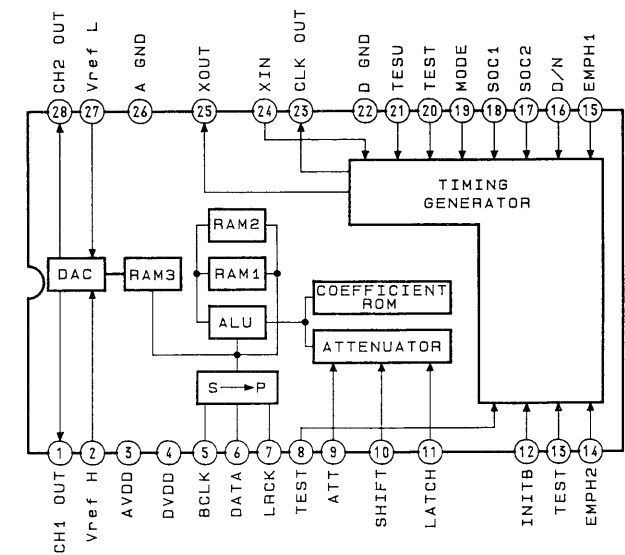 CH2 OUT
Vref L
A GND
XOUT
XIN
CLK OUT
D GND
TESU
TEST
MODE
SOC1
SOC2
D/N
EMPH1
28
27
26
25
24
23
22
21
20
19
18
17
16
15
TIMING
GENERATOR
RAM2
DAC
RAM3
RAM1
COEFFICIENT
ROM
ALU
ATTENUATOR
S P
1
2
3
4
5
6
7
8
9
10
11
12
13
14
CH1 OUT
Vref H
AVDD
DVDD
BCLK
DATA
LRCK
TEST
ATT
SHIFT
LATCH
INITB
TEST
EMPH2